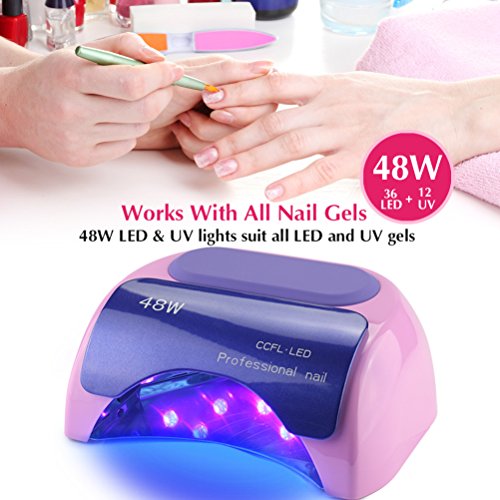 48W
36 + 12
LED UV
Works With All Nail Gels
48W LED & UV lights suit all LED and UV gels
48W
CCFL·LED
Professional nail